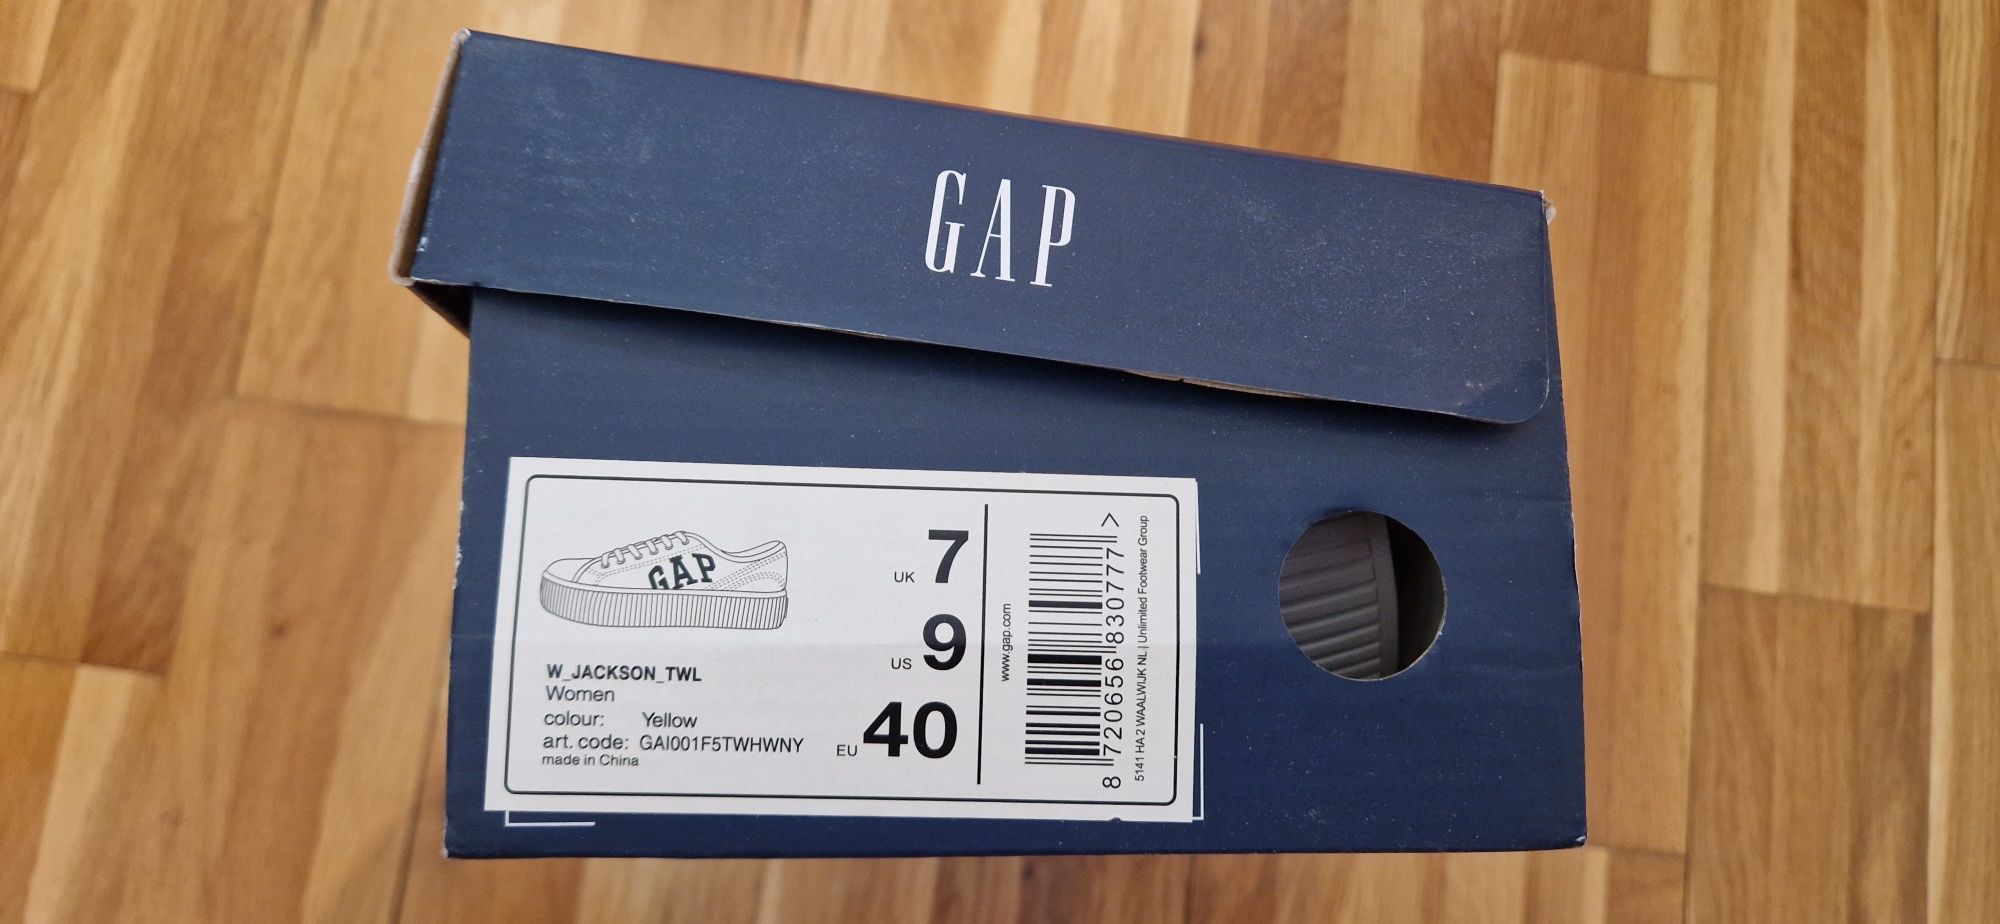 GAP
GAP
W_JACKSON_TWL
Women
colour: Yellow
art. code: GAI001F5TWHWNY
made in China
UK 7
US 9
EU 40
www.gap.com
8 720656 830777 >
5141 HA 2 WAALWIJK NL | Unlimited Footwear Group